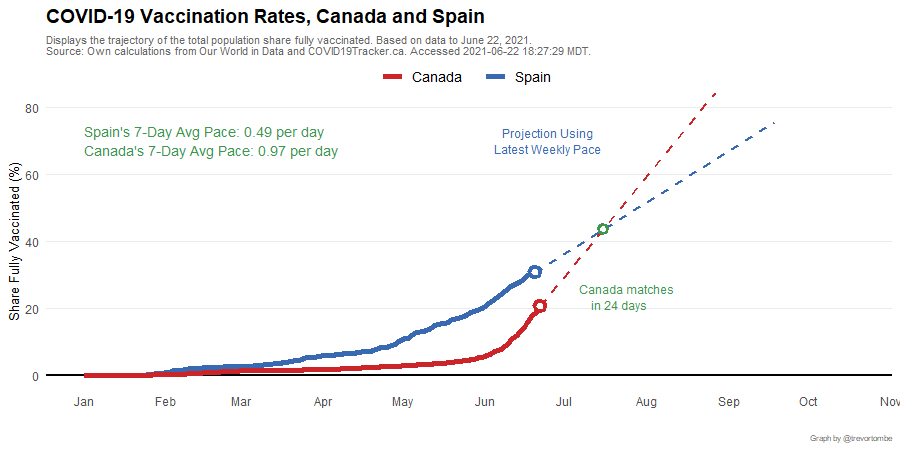 COVID-19 Vaccination Rates, Canada and Spain
Displays the trajectory of the total population share fully vaccinated. Based on data to June 22, 2021.
Source: Own calculations from Our World in Data and COVID19Tracker.ca. Accessed 2021-06-22 18:27:29 MDT.
Canada Spain
Spain's 7-Day Avg Pace: 0.49 per day
Canada's 7-Day Avg Pace: 0.97 per day
Projection Using
Latest Weekly Pace
Canada matches
in 24 days
Share Fully Vaccinated (%)
80
60
40
20
0
Jan Feb Mar Apr May Jun Jul Aug Sep Oct Nov
Graph by @trevortombe